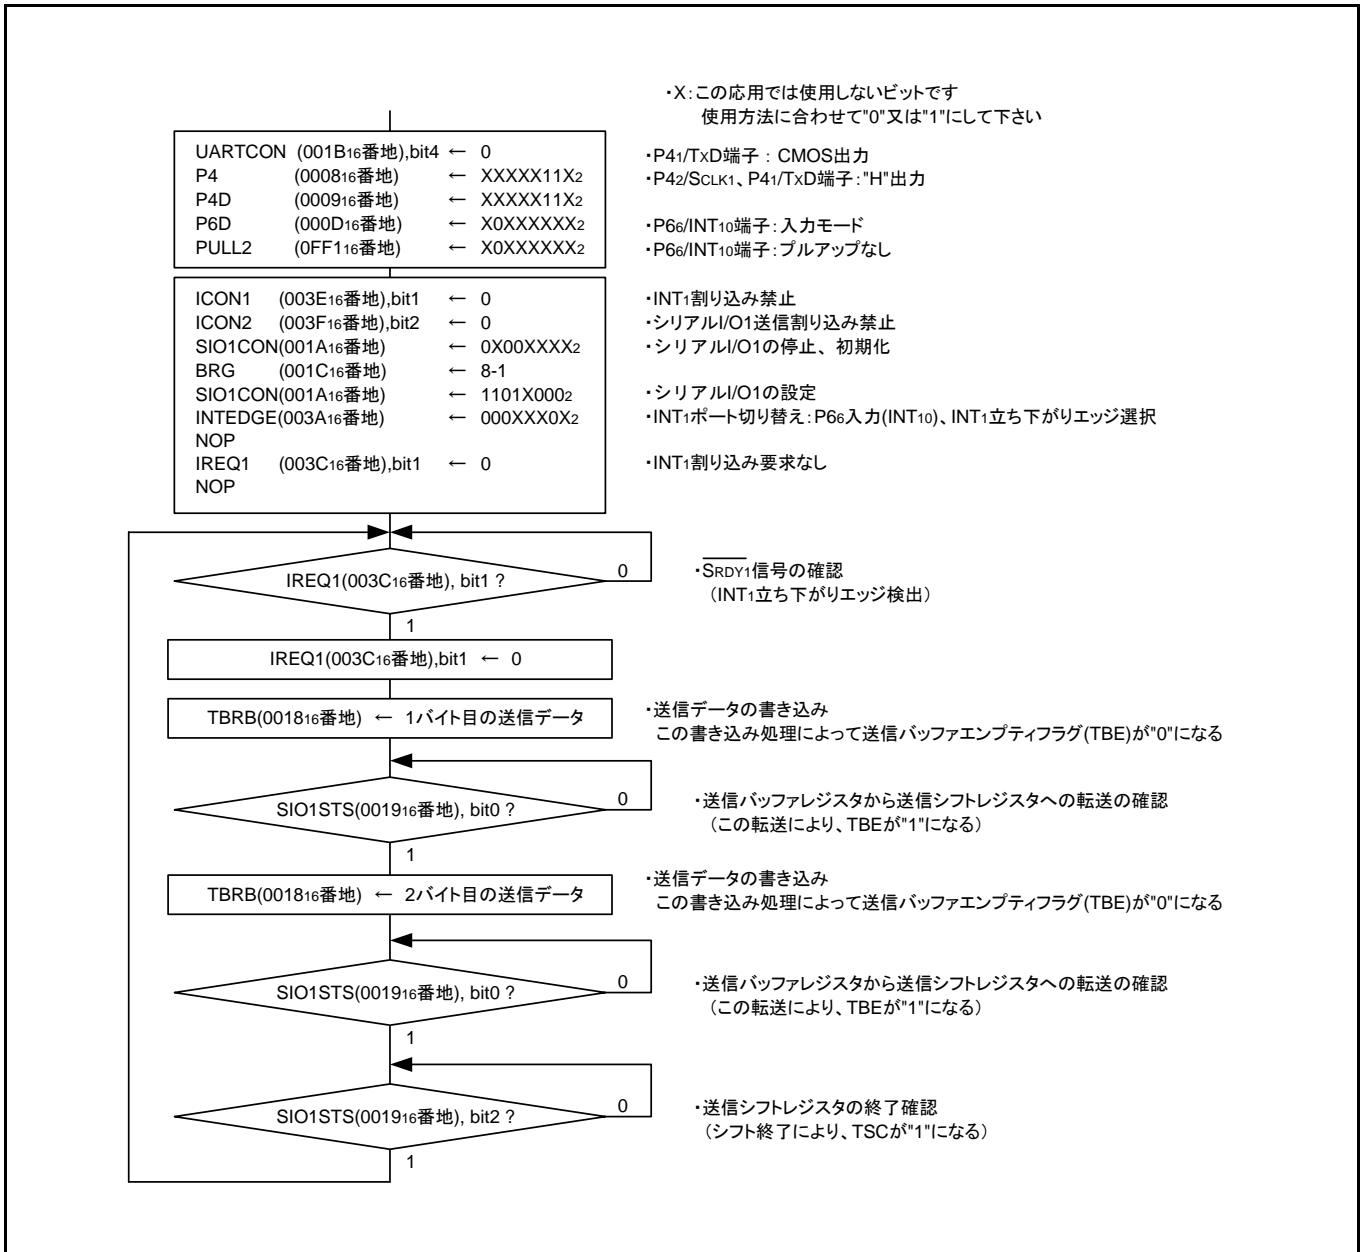 ・X：この応用では使用しないビットです
使用方法に合わせて"0"又は"1"にして下さい
UARTCON (001B16番地),bit4 ← 0
・P41/TxD端子： CMOS出力
P4 (000816番地) ← XXXXX11X2
・P42/SCLK1、P41/TxD端子："H"出力
P4D (000916番地) ← XXXXX11X2
P6D (000D16番地) ← X0XXXXXX2
・P66/INT10端子：入力モード
PULL2 (0FF116番地) ← X0XXXXXX2
・P66/INT10端子：プルアップなし
ICON1 (003E16番地),bit1 ← 0
・INT1割り込み禁止
ICON2 (003F16番地),bit2 ← 0
・シリアルI/O1送信割り込み禁止
SIO1CON(001A16番地) ← 0X00XXXX2
・シリアルI/O1の停止、初期化
BRG (001C16番地) ← 8-1
SIO1CON(001A16番地) ← 1101X0002
・シリアルI/O1の設定
INTEDGE(003A16番地) ← 000XXX0X2
・INT1ポート切り替え：P66入力(INT10)、INT1立ち下がりエッジ選択
NOP
IREQ1 (003C16番地),bit1 ← 0
・INT1割り込み要求なし
NOP
IREQ1(003C16番地), bit1 ?
0
・SRDY1信号の確認
（INT1立ち下がりエッジ検出）
1
IREQ1(003C16番地),bit1 ← 0
TBRB(001816番地) ← 1バイト目の送信データ
・送信データの書き込み
この書き込み処理によって送信バッファエンプティフラグ(TBE)が"0"になる
SIO1STS(001916番地), bit0 ?
0
・送信バッファレジスタから送信シフトレジスタへの転送の確認
（この転送により、TBEが"1"になる）
1
TBRB(001816番地) ← 2バイト目の送信データ
・送信データの書き込み
この書き込み処理によって送信バッファエンプティフラグ(TBE)が"0"になる
SIO1STS(001916番地), bit0 ?
0
・送信バッファレジスタから送信シフトレジスタへの転送の確認
（この転送により、TBEが"1"になる）
1
SIO1STS(001916番地), bit2 ?
0
・送信シフトレジスタの終了確認
（シフト終了により、TSCが"1"になる）
1